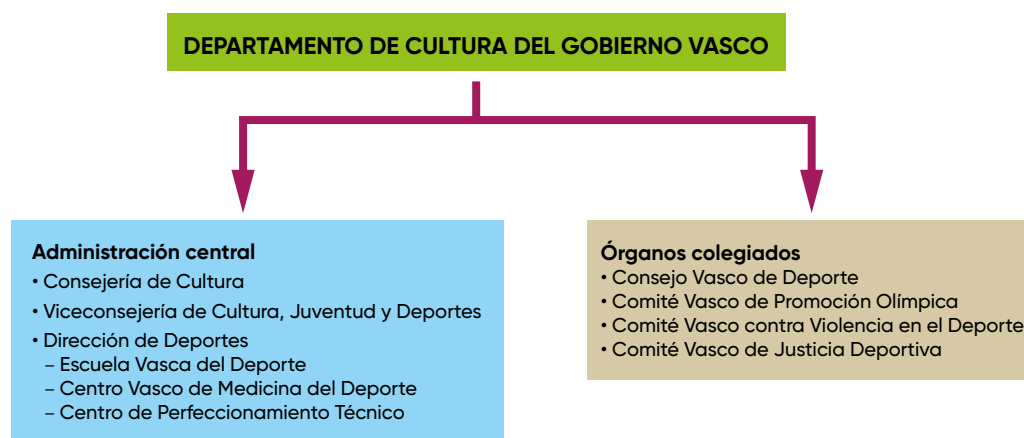 DEPARTAMENTO DE CULTURA DEL GOBIERNO VASCO
Administración central
• Consejería de Cultura
• Viceconsejería de Cultura, Juventud y Deportes
• Dirección de Deportes
– Escuela Vasca del Deporte
– Centro Vasco de Medicina del Deporte
– Centro de Perfeccionamiento Técnico
Órganos colegiados
• Consejo Vasco de Deporte
• Comité Vasco de Promoción Olímpica
• Comité Vasco contra Violencia en el Deporte
• Comité Vasco de Justicia Deportiva